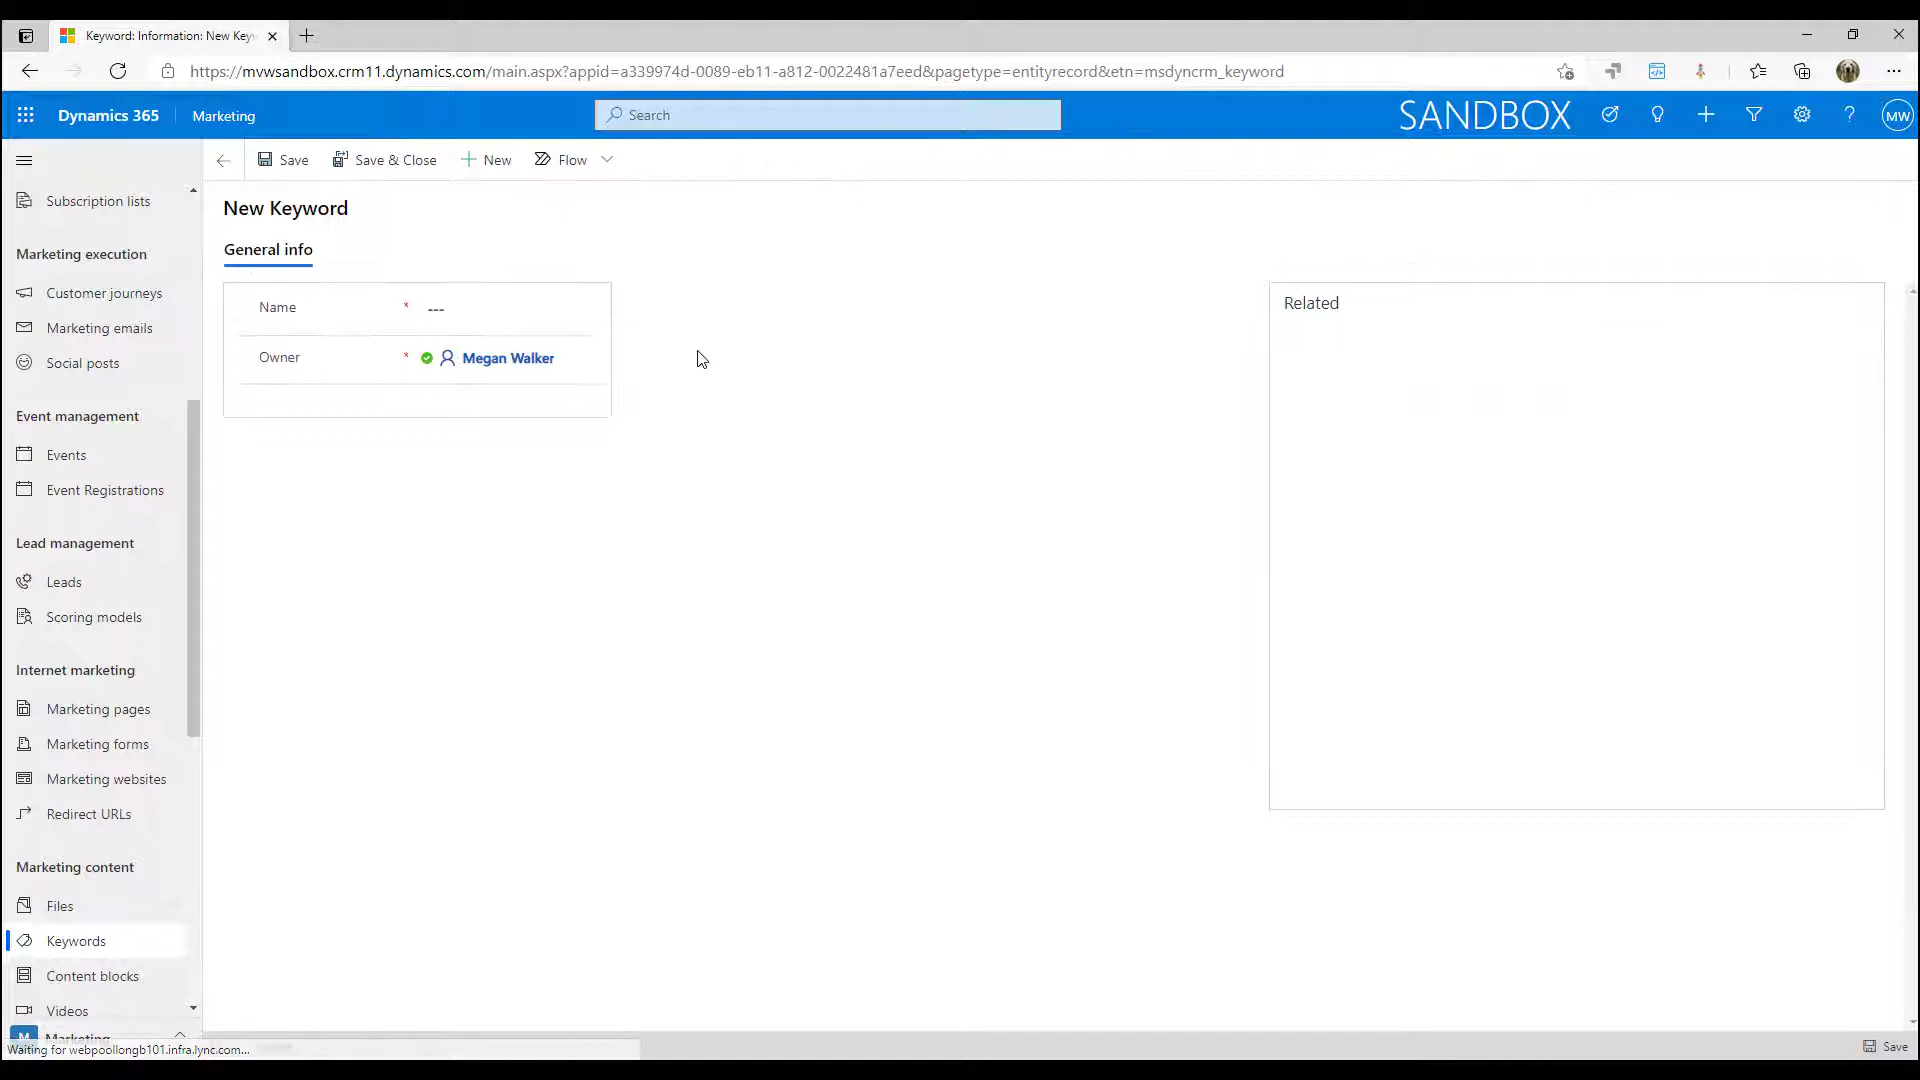 Keyword: Information: New Key
https://mvwsandbox.crm11.dynamics.com/main.aspx?appid=a339974d-0089-eb11-a812-0022481a7eed&pagetype=entityrecord&etn=msdyncrm_keyword
Dynamics 365
Marketing
Search
SANDBOX
MW
Save
Save & Close
New
Flow
Subscription lists
Marketing execution
Customer journeys
Marketing emails
Social posts
Event management
Events
Event Registrations
Lead management
Leads
Scoring models
Internet marketing
Marketing pages
Marketing forms
Marketing websites
Redirect URLs
Marketing content
Files
Keywords
Content blocks
Videos
M Marketing
Waiting for webpoollongb101.infra.lync.com...
New Keyword
General info
Name * ---
Owner * Megan Walker
Related
Save